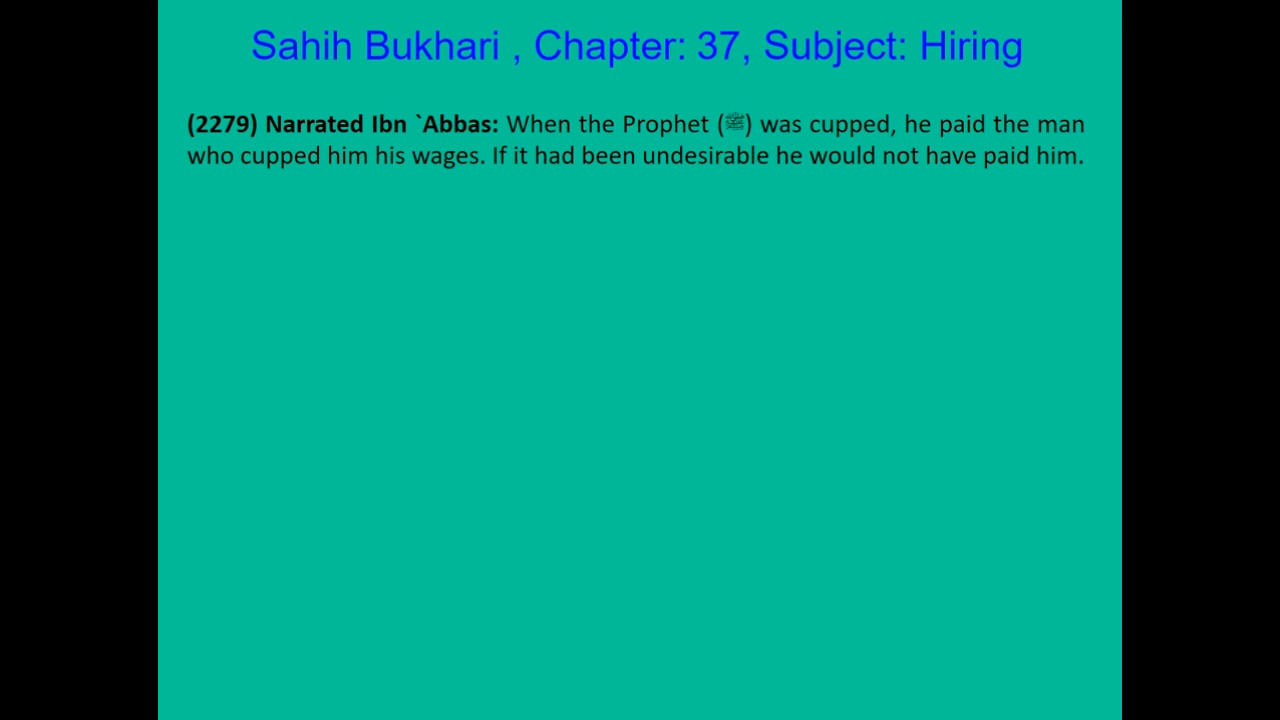 Sahih Bukhari , Chapter: 37, Subject: Hiring
(2279) Narrated Ibn `Abbas: When the Prophet (ﷺ) was cupped, he paid the man
who cupped him his wages. If it had been undesirable he would not have paid him.